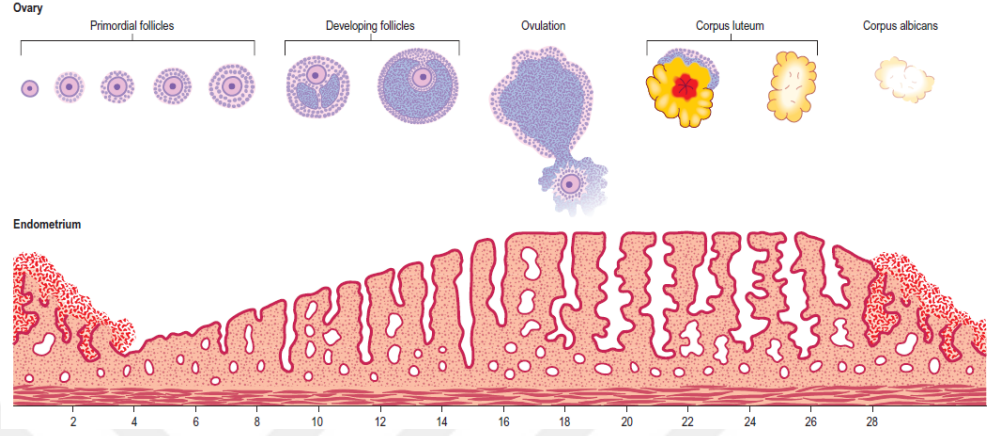 Ovary
Primordial follicles Developing follicles Ovulation Corpus luteum Corpus albicans
Endometrium
2 4 6 8 10 12 14 16 18 20 22 24 26 28